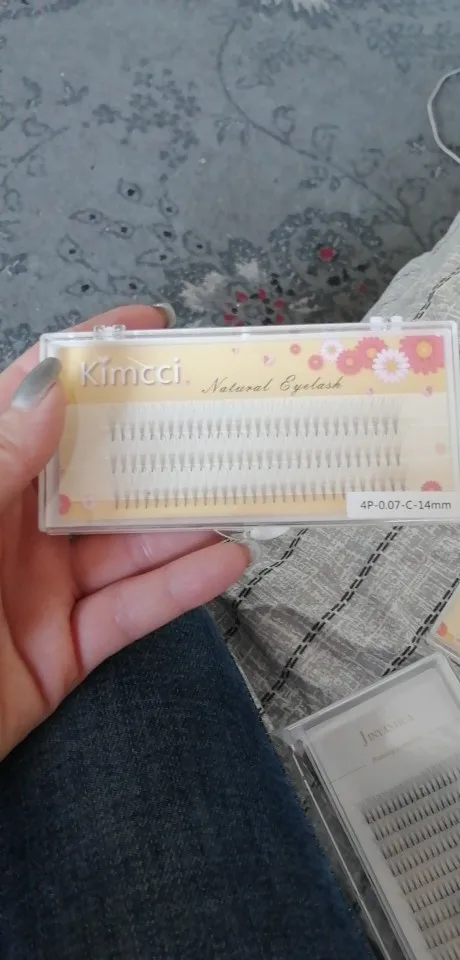 Kimcci
Natural Eyelash
4P-0.07-C-14mm